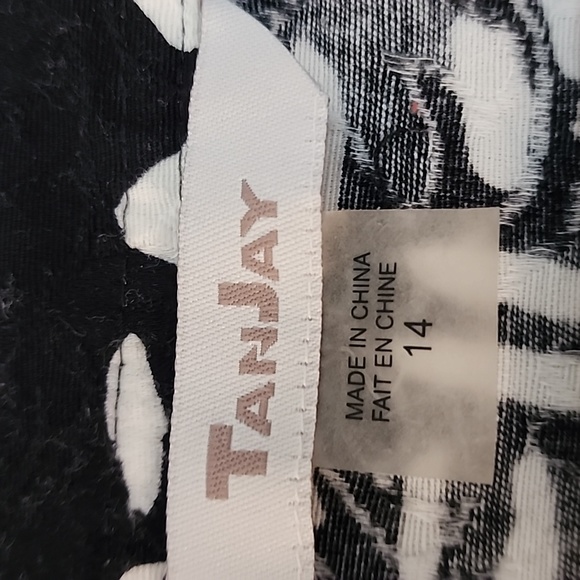 TANJAY
MADE IN CHINA
FAIT EN CHINE
14